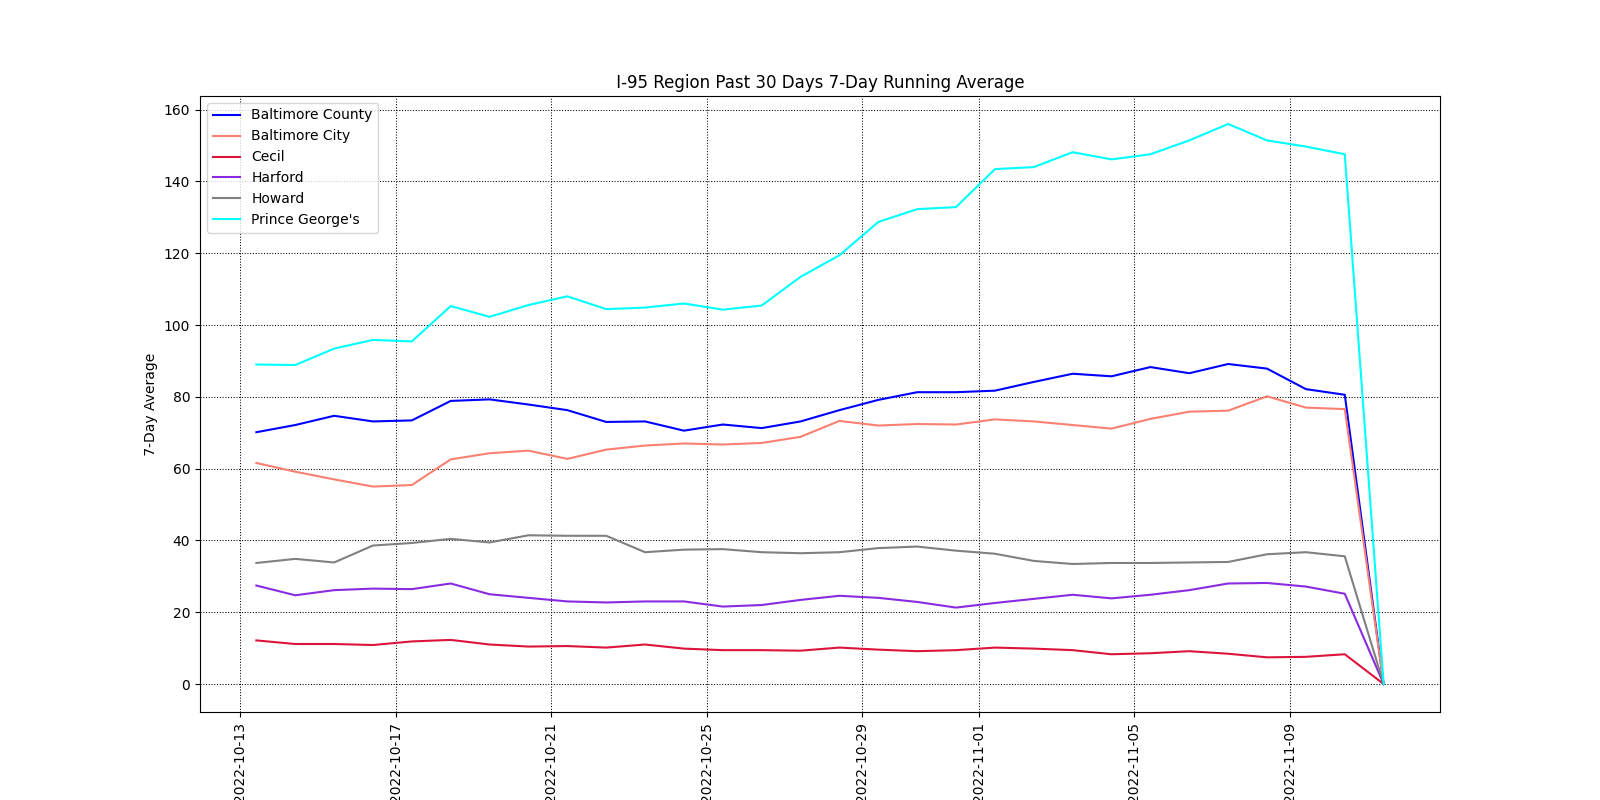 I-95 Region Past 30 Days 7-Day Running Average
160
140
120
100
80
60
40
20
0
7-Day Average
Baltimore County
Baltimore City
Cecil
Harford
Howard
Prince George's
2022-10-13
2022-10-17
2022-10-21
2022-10-25
2022-10-29
2022-11-01
2022-11-05
2022-11-09